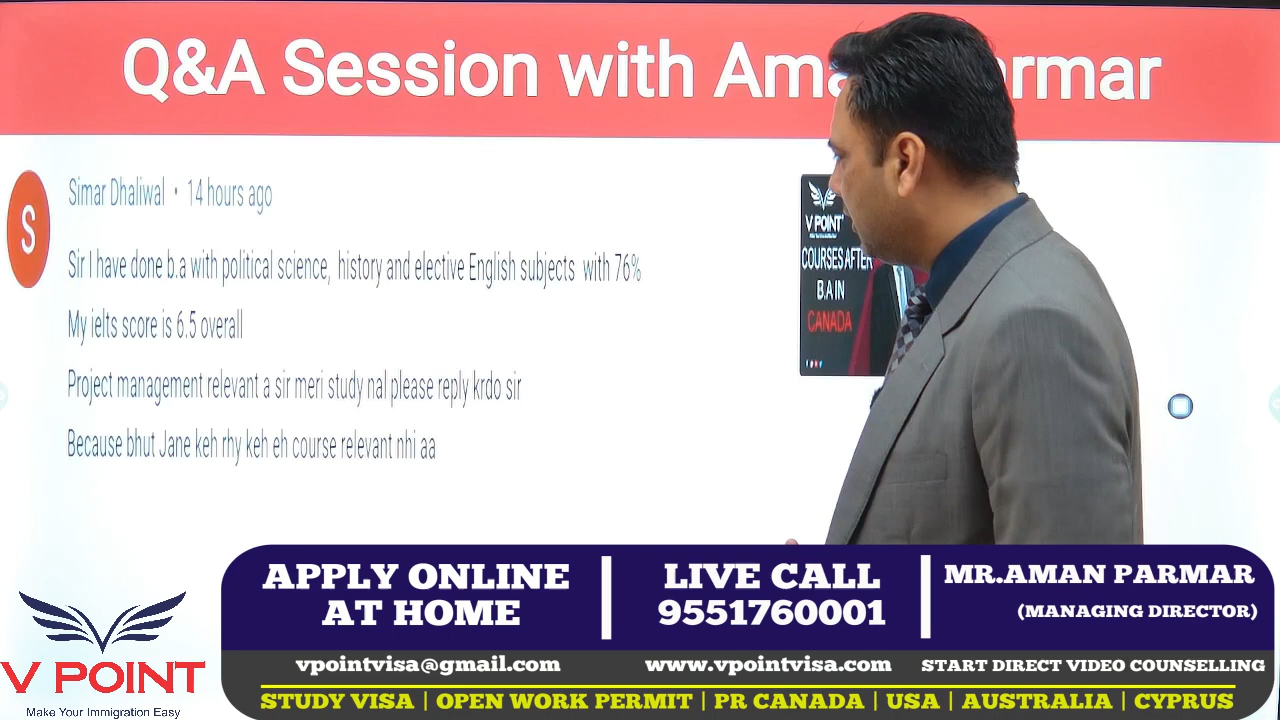 Q&A Session with Ama rmar
S
Simar Dhaliwal • 14 hours ago
Sir I have done b.a with political science, history and elective English subjects with 76%
My ielts score is 6.5 overall
Project management relevant a sir meri study nal please reply krdo sir
Because bhut Jane keh rhy keh eh course relevant nhi aa
V POINT
COURSES AFTER
B.A IN
CANADA
APPLY ONLINE
AT HOME
LIVE CALL
9551760001
MR.AMAN PARMAR
(MANAGING DIRECTOR)
vpointvisa@gmail.com
www.vpointvisa.com
START DIRECT VIDEO COUNSELLING
STUDY VISA | OPEN WORK PERMIT | PR CANADA | USA | AUSTRALIA | CYPRUS
V POINT
Make Your Immigration Easy